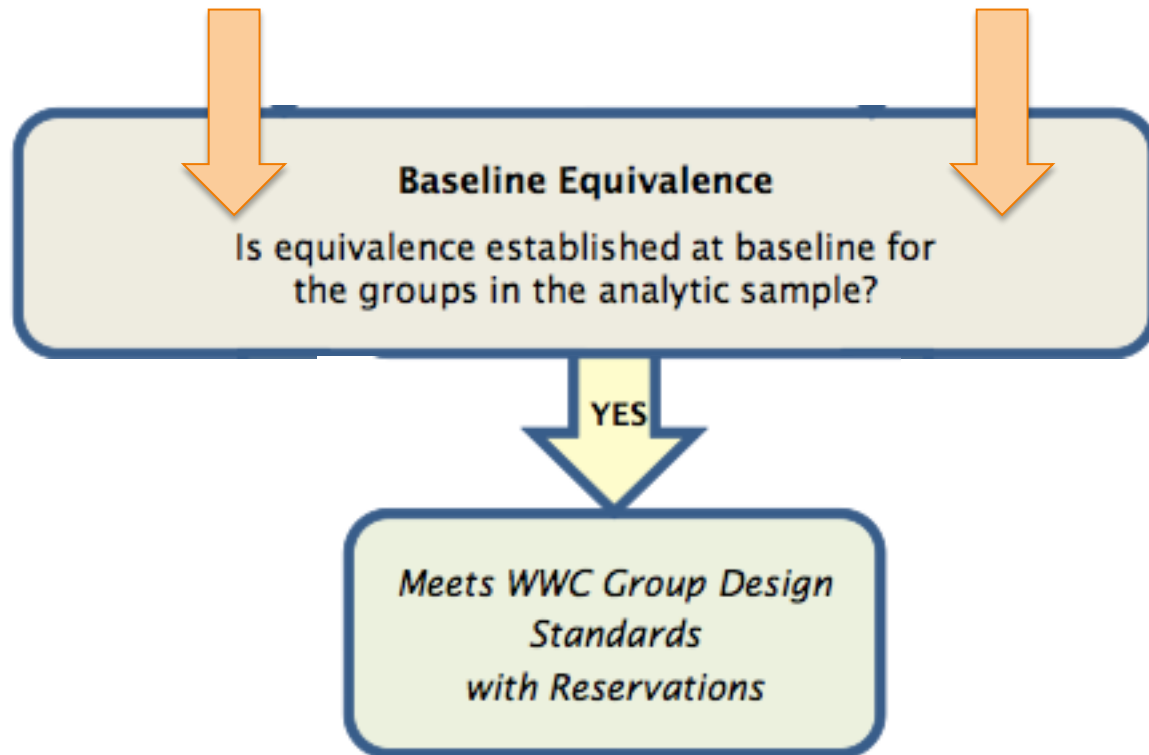 Baseline Equivalence
Is equivalence established at baseline for
the groups in the analytic sample?
YES
Meets WWC Group Design
Standards
with Reservations